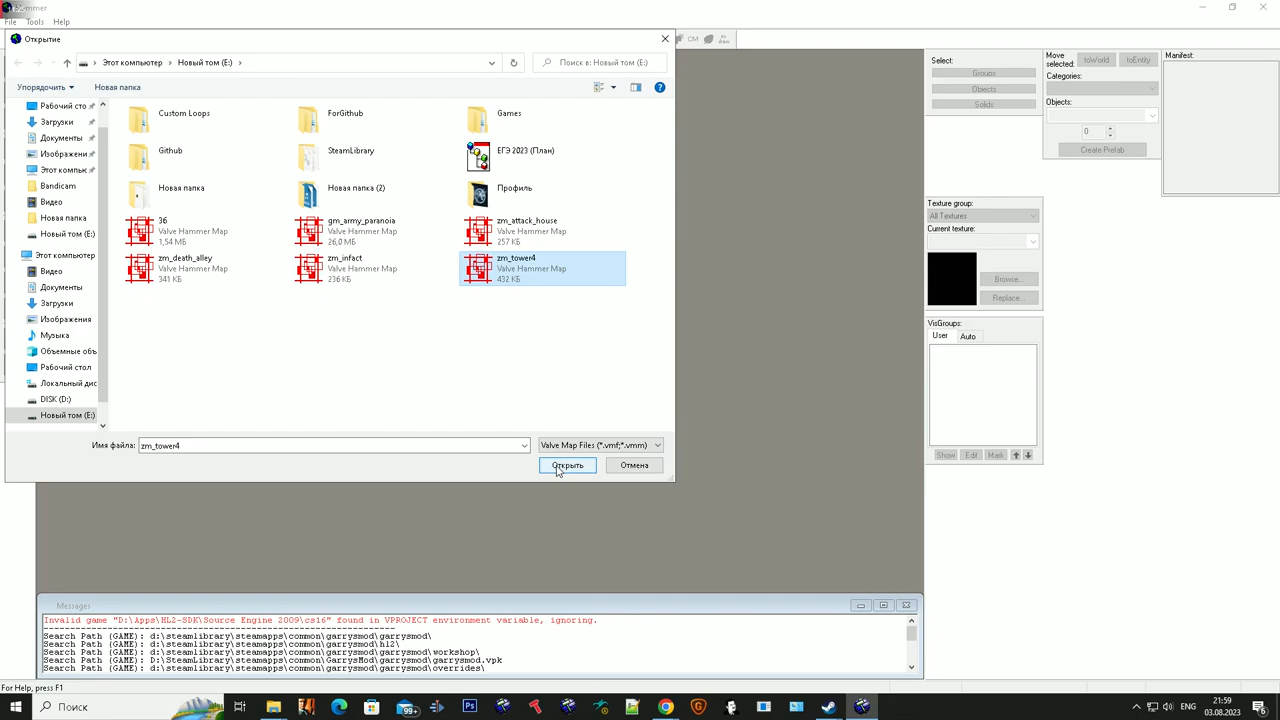 File Tools Help
Открытие
Этот компьютер > Новый том (E:) >
Поиск в: Новый том (E:)
Упорядочить
Новая папка
Рабочий сто
Загрузки
Документы
Изображени
Этот компьк
Bandicam
Видео
Новая папка
Новый том (E:)
Этот компьютер
Видео
Документы
Загрузки
Изображения
Музыка
Объемные объ
Рабочий стол
Локальный дис
DISK (D:)
Новый том (E:)
Custom Loops
ForGithub
Games
Github
SteamLibrary
ЕГЭ 2023 (План)
Новая папка
Новая папка (2)
Профиль
36
Valve Hammer Map
1,54 МБ
gm_army_paranoia
Valve Hammer Map
26,0 МБ
zm_attack_house
Valve Hammer Map
257 КБ
zm_death_alley
Valve Hammer Map
341 КБ
zm_infact
Valve Hammer Map
236 КБ
zm_tower4
Valve Hammer Map
432 КБ
Имя файла:
zm_tower4
Valve Map Files (*.vmf;*.vmm)
Открыть
Отмена
CM
Select:
Groups
Objects
Solids
Move selected:
toWorld
toEntity
Categories:
Objects:
0
Create Prefab
Manifest:
Texture group:
All Textures
Current texture:
Browse...
Replace...
VisGroups:
User
Auto
Show
Edit
Mark
Messages
Invalid game "D:\Apps\HL2-SDK\Source Engine 2009\cs16" found in VPROJECT environment variable, ignoring.
Search Path (GAME): d:\steamlibrary\steamapps\common\garrysmod\garrysmod\
Search Path (GAME): d:\steamlibrary\steamapps\common\garrysmod\hl2\
Search Path (GAME): d:\steamlibrary\steamapps\common\garrysmod\workshop\
Search Path (GAME): D:\SteamLibrary\steamapps\common\GarrysMod\garrysmod\garrysmod.vpk
Search Path (GAME): d:\steamlibrary\steamapps\common\garrysmod\overrides\
For Help, press F1
Поиск
99+
ENG
21:59
03.08.2023